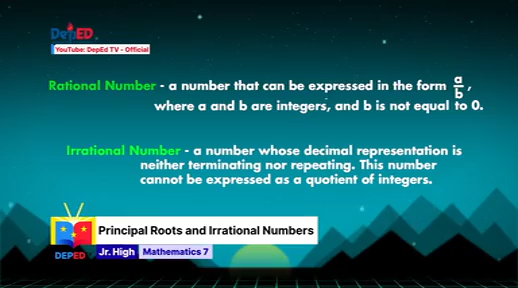 DepED
YouTube: DepEd TV - Official
Rational Number - a number that can be expressed in the form a/b,
where a and b are integers, and b is not equal to 0.
Irrational Number - a number whose decimal representation is
neither terminating nor repeating. This number
cannot be expressed as a quotient of integers.
Principal Roots and Irrational Numbers
DEPED
Jr. High Mathematics 7